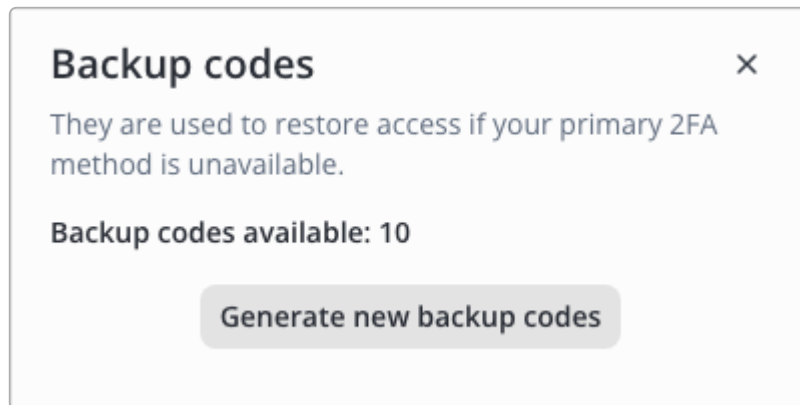 Backup codes
They are used to restore access if your primary 2FA
method is unavailable.
Backup codes available: 10
Generate new backup codes